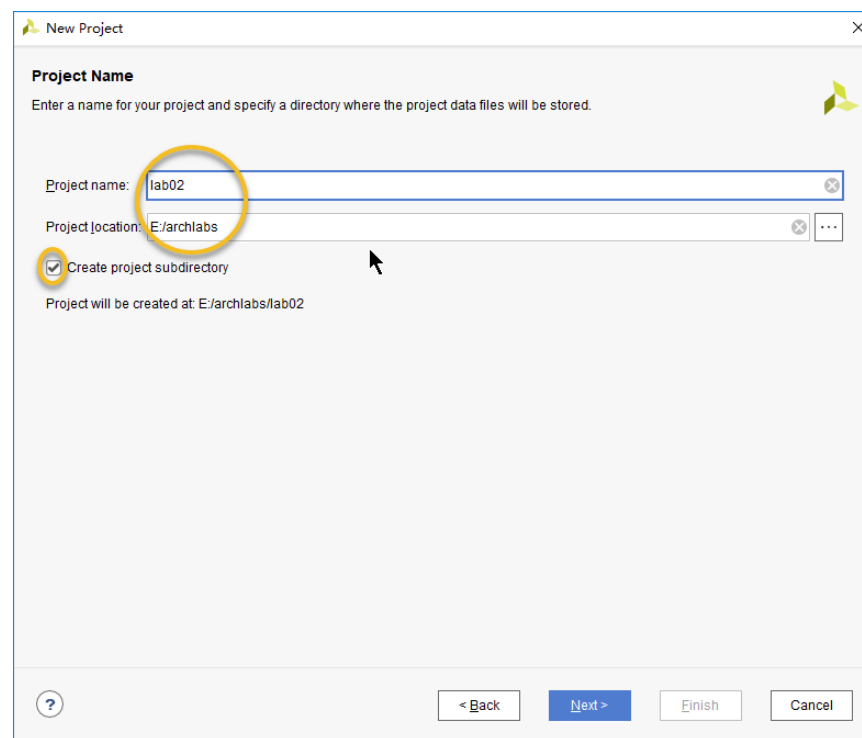 New Project
Project Name
Enter a name for your project and specify a directory where the project data files will be stored.
Project name: lab02
Project location: E:/archlabs
...
Create project subdirectory
Project will be created at: E:/archlabs/lab02
? < Back Next > Finish Cancel